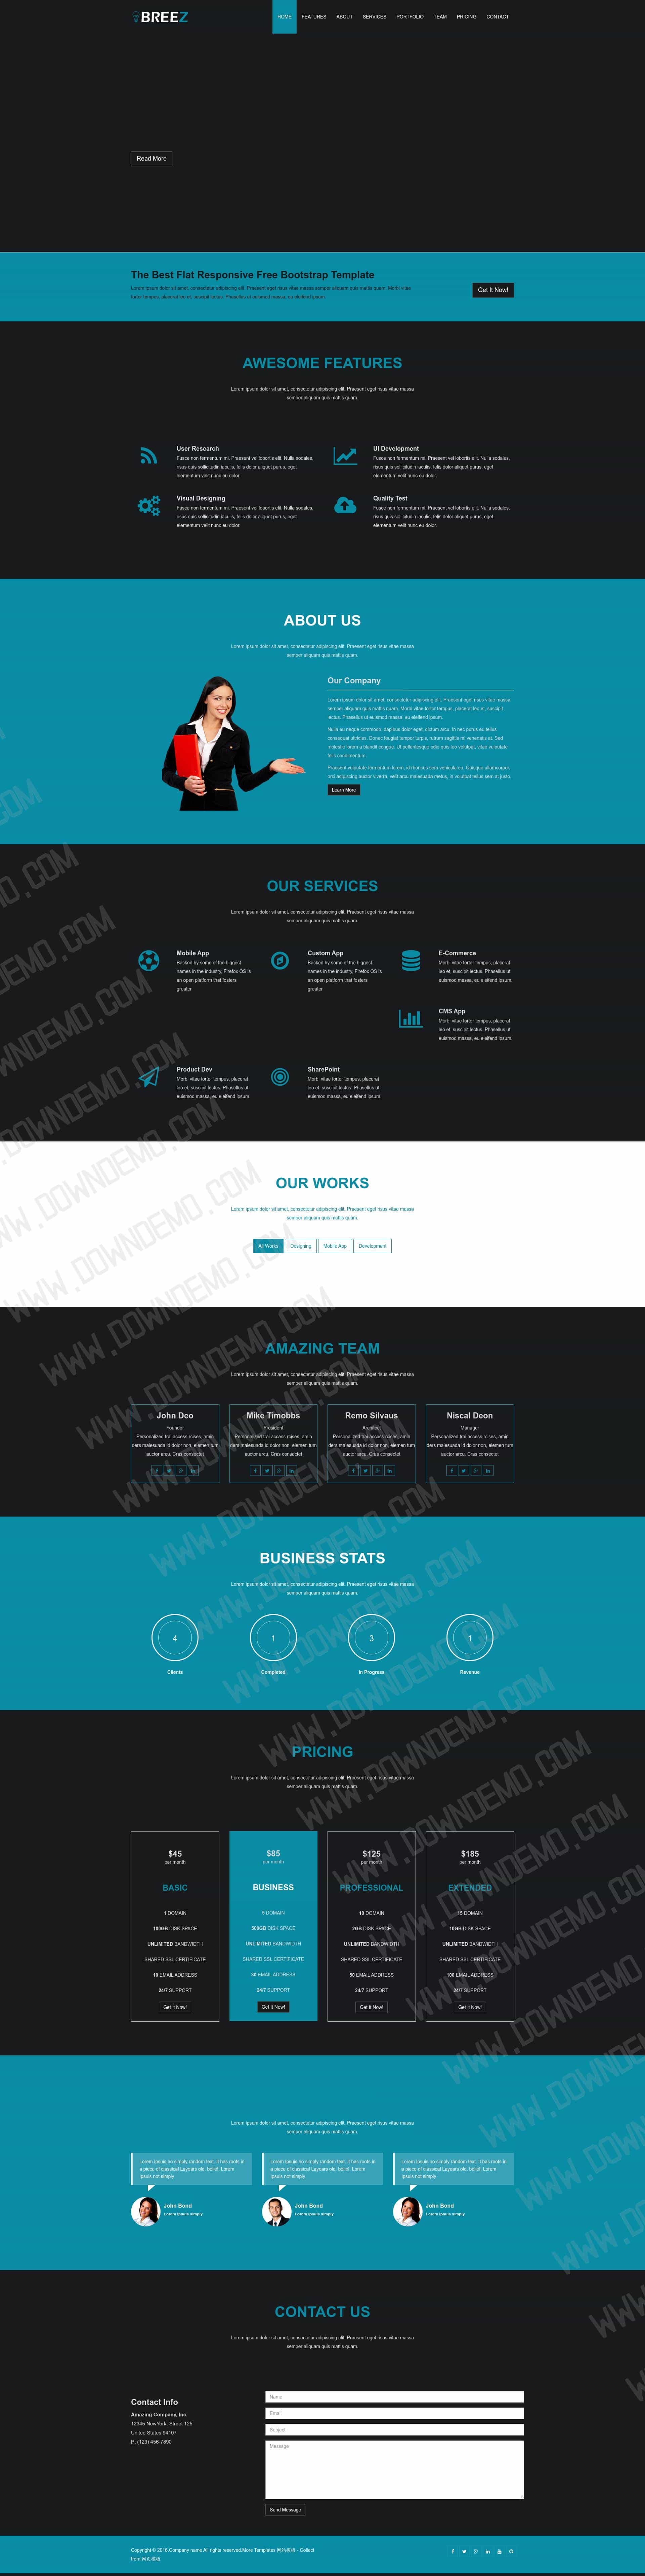 BREEZ
HOME FEATURES ABOUT SERVICES PORTFOLIO TEAM PRICING CONTACT
Read More
The Best Flat Responsive Free Bootstrap Template
Lorem ipsum dolor sit amet, consectetur adipiscing elit. Praesent eget risus vitae massa semper aliquam quis mattis quam. Morbi vitae
tortor tempus, placerat leo et, suscipit lectus. Phasellus ut euismod massa, eu eleifend ipsum.
Get It Now!
AWESOME FEATURES
Lorem ipsum dolor sit amet, consectetur adipiscing elit. Praesent eget risus vitae massa
semper aliquam quis mattis quam.
User Research
Fusce non fermentum mi. Praesent vel lobortis elit. Nulla sodales,
risus quis sollicitudin iaculis, felis dolor aliquet purus, eget
elementum velit nunc eu dolor.
UI Development
Fusce non fermentum mi. Praesent vel lobortis elit. Nulla sodales,
risus quis sollicitudin iaculis, felis dolor aliquet purus, eget
elementum velit nunc eu dolor.
Visual Designing
Fusce non fermentum mi. Praesent vel lobortis elit. Nulla sodales,
risus quis sollicitudin iaculis, felis dolor aliquet purus, eget
elementum velit nunc eu dolor.
Quality Test
Fusce non fermentum mi. Praesent vel lobortis elit. Nulla sodales,
risus quis sollicitudin iaculis, felis dolor aliquet purus, eget
elementum velit nunc eu dolor.
ABOUT US
Lorem ipsum dolor sit amet, consectetur adipiscing elit. Praesent eget risus vitae massa
semper aliquam quis mattis quam.
Our Company
Lorem ipsum dolor sit amet, consectetur adipiscing elit. Praesent eget risus vitae massa
semper aliquam quis mattis quam. Morbi vitae tortor tempus, placerat leo et, suscipit
lectus. Phasellus ut euismod massa, eu eleifend ipsum.
Nulla eu neque commodo, dapibus dolor eget, dictum arcu. In nec purus eu tellus
consequat ultricies. Donec feugiat tempor turpis, rutrum sagittis mi venenatis at. Sed
molestie lorem a blandit congue. Ut pellentesque odio quis leo volutpat, vitae vulputate
felis condimentum.
Praesent vulputate fermentum lorem, id rhoncus sem vehicula eu. Quisque ullamcorper,
orci adipiscing auctor viverra, velit arcu malesuada metus, in volutpat tellus sem at justo.
Learn More
OUR SERVICES
Lorem ipsum dolor sit amet, consectetur adipiscing elit. Praesent eget risus vitae massa
semper aliquam quis mattis quam.
Mobile App
Backed by some of the biggest
names in the industry, Firefox OS is
an open platform that fosters
greater
Custom App
Backed by some of the biggest
names in the industry, Firefox OS is
an open platform that fosters
greater
E-Commerce
Morbi vitae tortor tempus, placerat
leo et, suscipit lectus. Phasellus ut
euismod massa, eu eleifend ipsum.
CMS App
Morbi vitae tortor tempus, placerat
leo et, suscipit lectus. Phasellus ut
euismod massa, eu eleifend ipsum.
Product Dev
Morbi vitae tortor tempus, placerat
leo et, suscipit lectus. Phasellus ut
euismod massa, eu eleifend ipsum.
SharePoint
Morbi vitae tortor tempus, placerat
leo et, suscipit lectus. Phasellus ut
euismod massa, eu eleifend ipsum.
OUR WORKS
Lorem ipsum dolor sit amet, consectetur adipiscing elit. Praesent eget risus vitae massa
semper aliquam quis mattis quam.
All Works Designing Mobile App Development
AMAZING TEAM
Lorem ipsum dolor sit amet, consectetur adipiscing elit. Praesent eget risus vitae massa
semper aliquam quis mattis quam.
John Deo
Founder
Personalized trai access roises, amin
ders malesuada id dolor non, elemen tum
auctor arcu. Cras consectet
Mike Timobbs
President
Personalized trai access roises, amin
ders malesuada id dolor non, elemen tum
auctor arcu. Cras consectet
Remo Silvaus
Architect
Personalized trai access roises, amin
ders malesuada id dolor non, elemen tum
auctor arcu. Cras consectet
Niscal Deon
Manager
Personalized trai access roises, amin
ders malesuada id dolor non, elemen tum
auctor arcu. Cras consectet
BUSINESS STATS
Lorem ipsum dolor sit amet, consectetur adipiscing elit. Praesent eget risus vitae massa
semper aliquam quis mattis quam.
4 1 3 1
Clients Completed In Progress Revenue
PRICING
Lorem ipsum dolor sit amet, consectetur adipiscing elit. Praesent eget risus vitae massa
semper aliquam quis mattis quam.
$45
per month
BASIC
1 DOMAIN
100GB DISK SPACE
UNLIMITED BANDWIDTH
SHARED SSL CERTIFICATE
10 EMAIL ADDRESS
24/7 SUPPORT
Get It Now!
$85
per month
BUSINESS
5 DOMAIN
500GB DISK SPACE
UNLIMITED BANDWIDTH
SHARED SSL CERTIFICATE
30 EMAIL ADDRESS
24/7 SUPPORT
Get It Now!
$125
per month
PROFESSIONAL
10 DOMAIN
2GB DISK SPACE
UNLIMITED BANDWIDTH
SHARED SSL CERTIFICATE
50 EMAIL ADDRESS
24/7 SUPPORT
Get It Now!
$185
per month
EXTENDED
15 DOMAIN
10GB DISK SPACE
UNLIMITED BANDWIDTH
SHARED SSL CERTIFICATE
100 EMAIL ADDRESS
24/7 SUPPORT
Get It Now!
Lorem ipsum dolor sit amet, consectetur adipiscing elit. Praesent eget risus vitae massa
semper aliquam quis mattis quam.
Lorem Ipsuis no simply random text. It has roots in
a piece of classical Layears old. belief, Lorem
Ipsuis not simply
John Bond
Lorem Ipsuis simply
Lorem Ipsuis no simply random text. It has roots in
a piece of classical Layears old. belief, Lorem
Ipsuis not simply
John Bond
Lorem Ipsuis simply
Lorem Ipsuis no simply random text. It has roots in
a piece of classical Layears old. belief, Lorem
Ipsuis not simply
John Bond
Lorem Ipsuis simply
CONTACT US
Lorem ipsum dolor sit amet, consectetur adipiscing elit. Praesent eget risus vitae massa
semper aliquam quis mattis quam.
Contact Info
Amazing Company, Inc.
12345 NewYork, Street 125
United States 94107
P: (123) 456-7890
Name
Email
Subject
Message
Send Message
Copyright © 2016.Company name All rights reserved.More Templates 网站模板 - Collect
from 网页模板
WWW.DOWNDEMO.COM